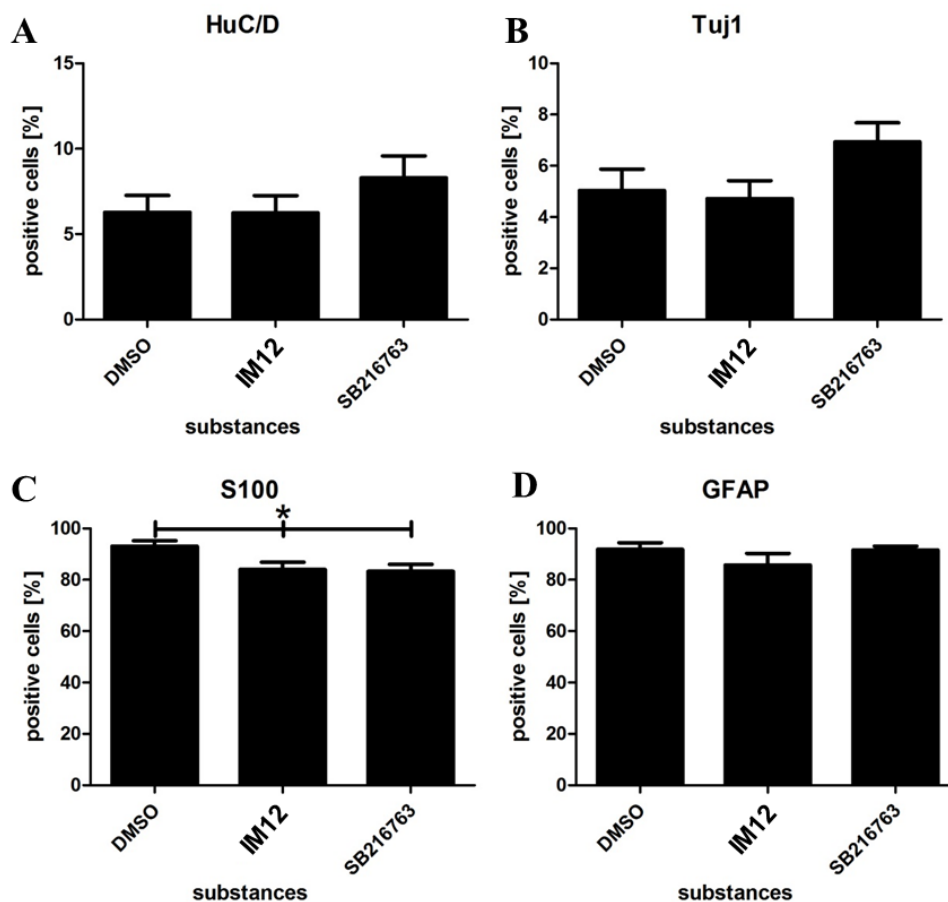 A
HuC/D
positive cells [%]
15
10
5
0
DMSO
IM12
SB216763
substances
B
Tuj1
positive cells [%]
10
8
6
4
2
0
DMSO
IM12
SB216763
substances
C
S100
*
positive cells [%]
100
80
60
40
20
0
DMSO
IM12
SB216763
substances
D
GFAP
positive cells [%]
100
80
60
40
20
0
DMSO
IM12
SB216763
substances